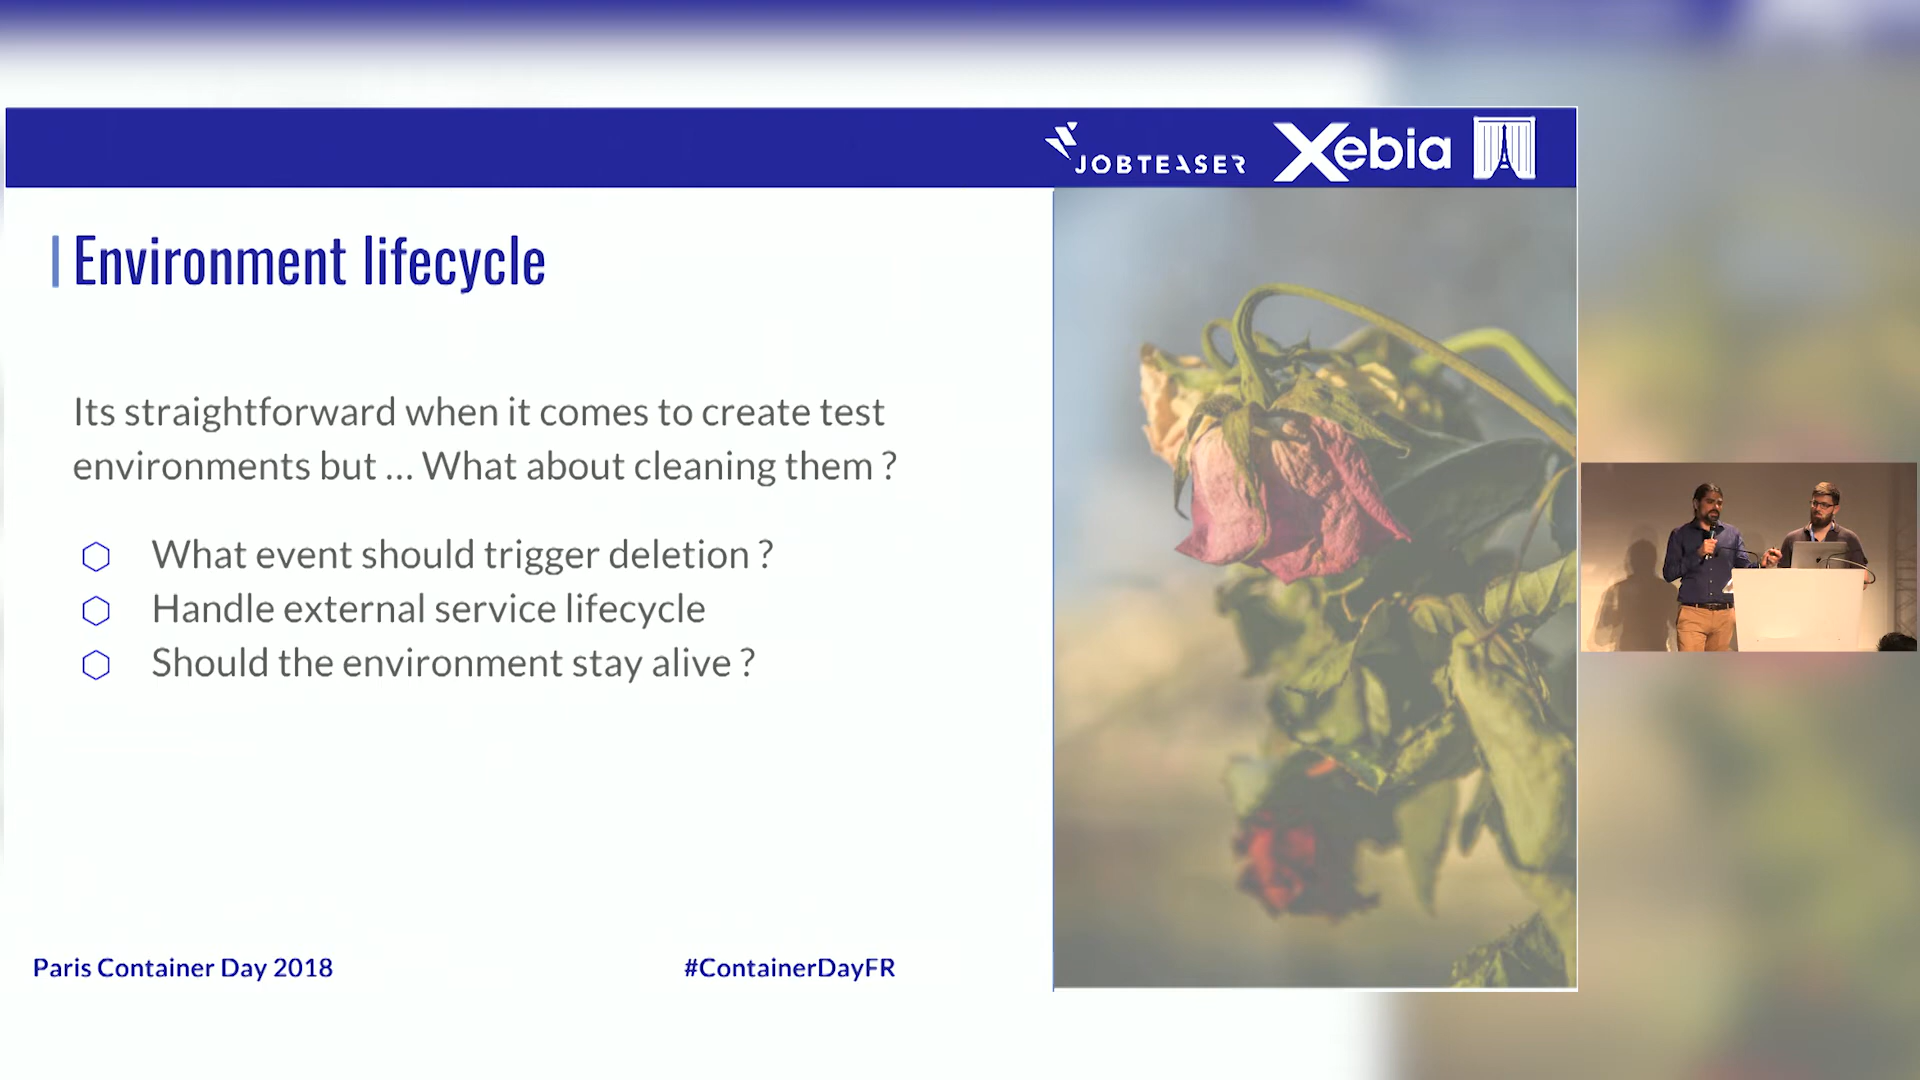 JOBTEASER
Xebia
Environment lifecycle
Its straightforward when it comes to create test
environments but ... What about cleaning them ?
What event should trigger deletion ?
Handle external service lifecycle
Should the environment stay alive ?
Paris Container Day 2018
#ContainerDayFR